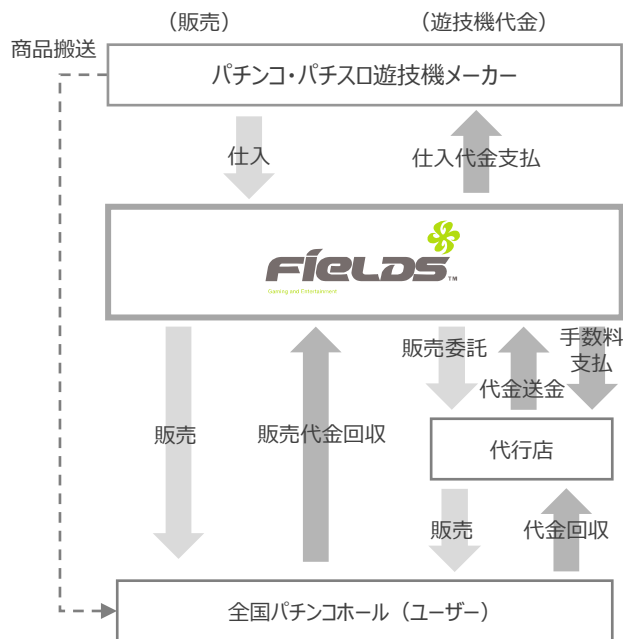 （販売）
（遊技機代金）
商品搬送
パチンコ・パチスロ遊技機メーカー
仕入
仕入代金支払
FIELDS™
Gaming and Entertainment
販売委託
手数料
支払
代金送金
販売
販売代金回収
代行店
販売
代金回収
全国パチンコホール（ユーザー）